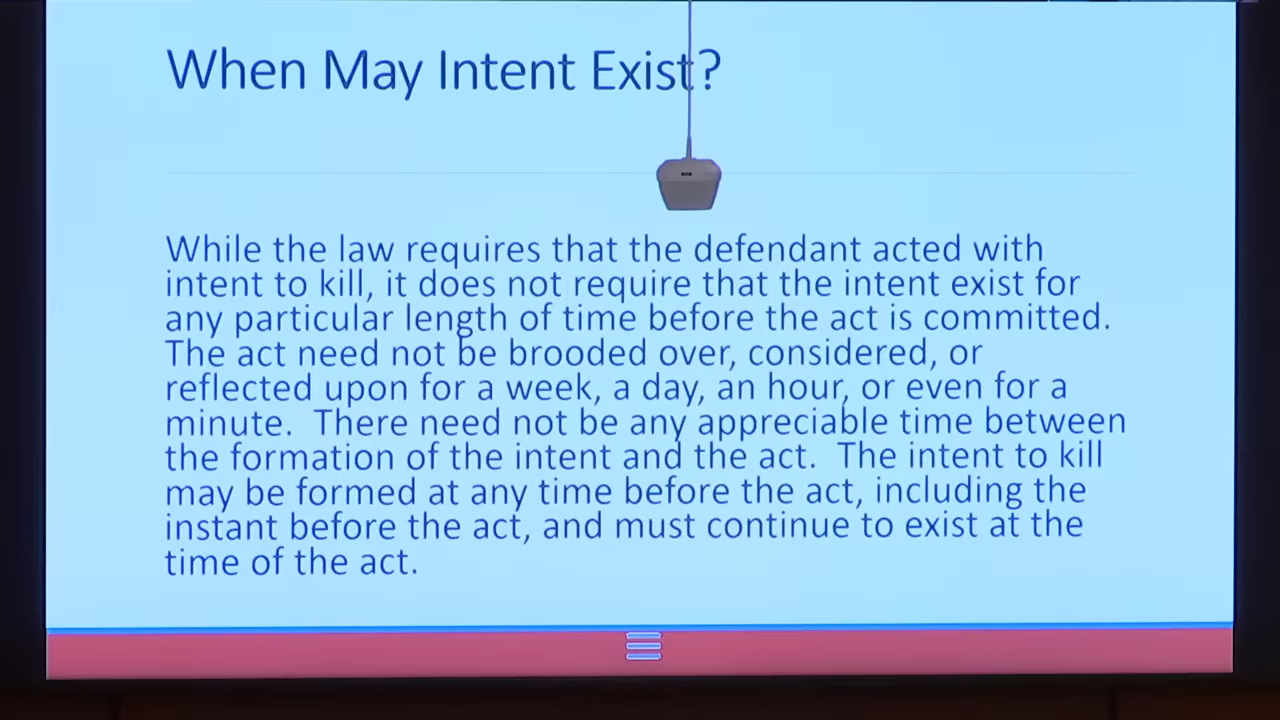 When May Intent Exist?
While the law requires that the defendant acted with
intent to kill, it does not require that the intent exist for
any particular length of time before the act is committed.
The act need not be brooded over, considered, or
reflected upon for a week, a day, an hour, or even for a
minute.  There need not be any appreciable time between
the formation of the intent and the act.  The intent to kill
may be formed at any time before the act, including the
instant before the act, and must continue to exist at the
time of the act.